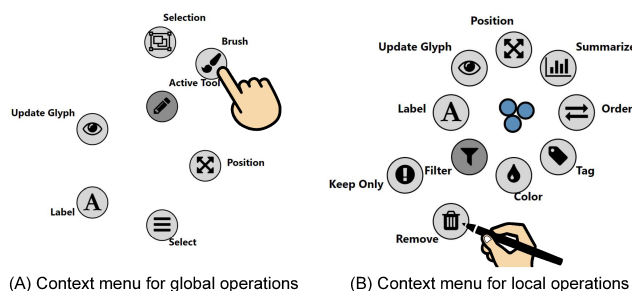 Selection
Brush
Active Tool
Update Glyph
Position
Label
Select
Position
Update Glyph
Summarize
Label
A
Order
Filter
Tag
Keep Only
Color
Remove
A
(A) Context menu for global operations
(B) Context menu for local operations